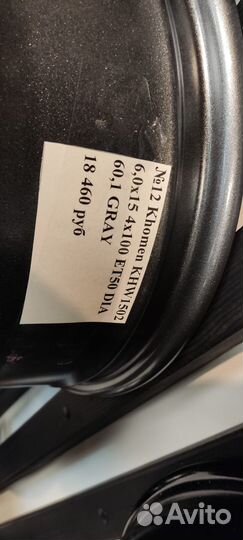 №12 Khomen KHW1502
6,0x15 4x100 ET50 DIA
60,1 GRAY
18 460 руб
Avito